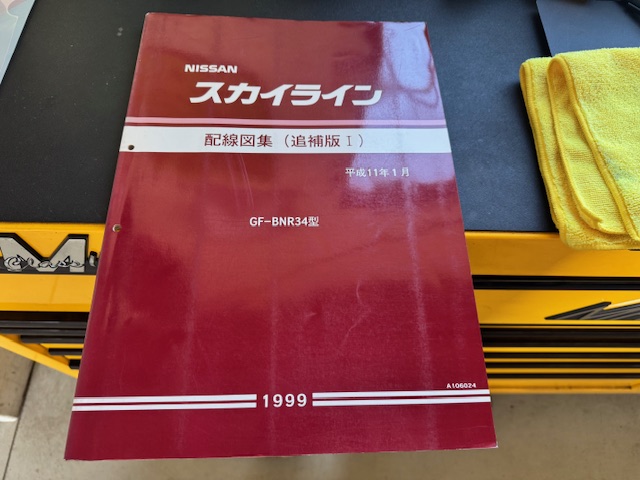 NISSAN
スカイライン
配線図集（追補版Ⅰ）
平成11年1月
GF-BNR34型
1999
A106024